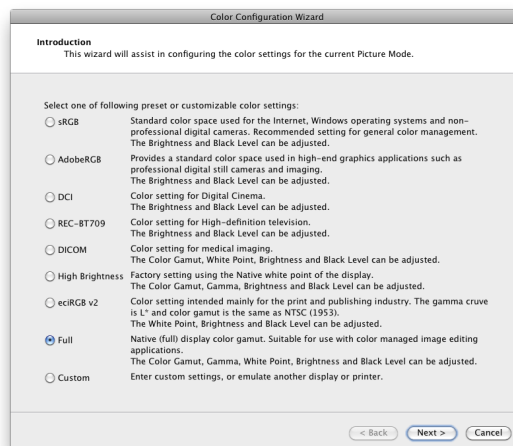 Color Configuration Wizard
Introduction
This wizard will assist in configuring the color settings for the current Picture Mode.
Select one of following preset or customizable color settings:
sRGB
Standard color space used for the Internet, Windows operating systems and non-
professional digital cameras. Recommended setting for general color management.
The Brightness and Black Level can be adjusted.
AdobeRGB
Provides a standard color space used in high-end graphics applications such as
professional digital still cameras and imaging.
The Brightness and Black Level can be adjusted.
DCI
Color setting for Digital Cinema.
The Brightness and Black Level can be adjusted.
REC-BT709
Color setting for High-definition television.
The Brightness and Black Level can be adjusted.
DICOM
Color setting for medical imaging.
The Color Gamut, White Point, Brightness and Black Level can be adjusted.
High Brightness
Factory setting using the Native white point of the display.
The Color Gamut, Gamma, Brightness and Black Level can be adjusted.
eciRGB v2
Color setting intended mainly for the print and publishing industry. The gamma cruve
is L* and color gamut is the same as NTSC (1953).
The White Point, Brightness and Black Level can be adjusted.
Full
Native (full) display color gamut. Suitable for use with color managed image editing
applications.
The Color Gamut, Gamma, White Point, Brightness and Black Level can be adjusted.
Custom
Enter custom settings, or emulate another display or printer.
< Back
Next >
Cancel